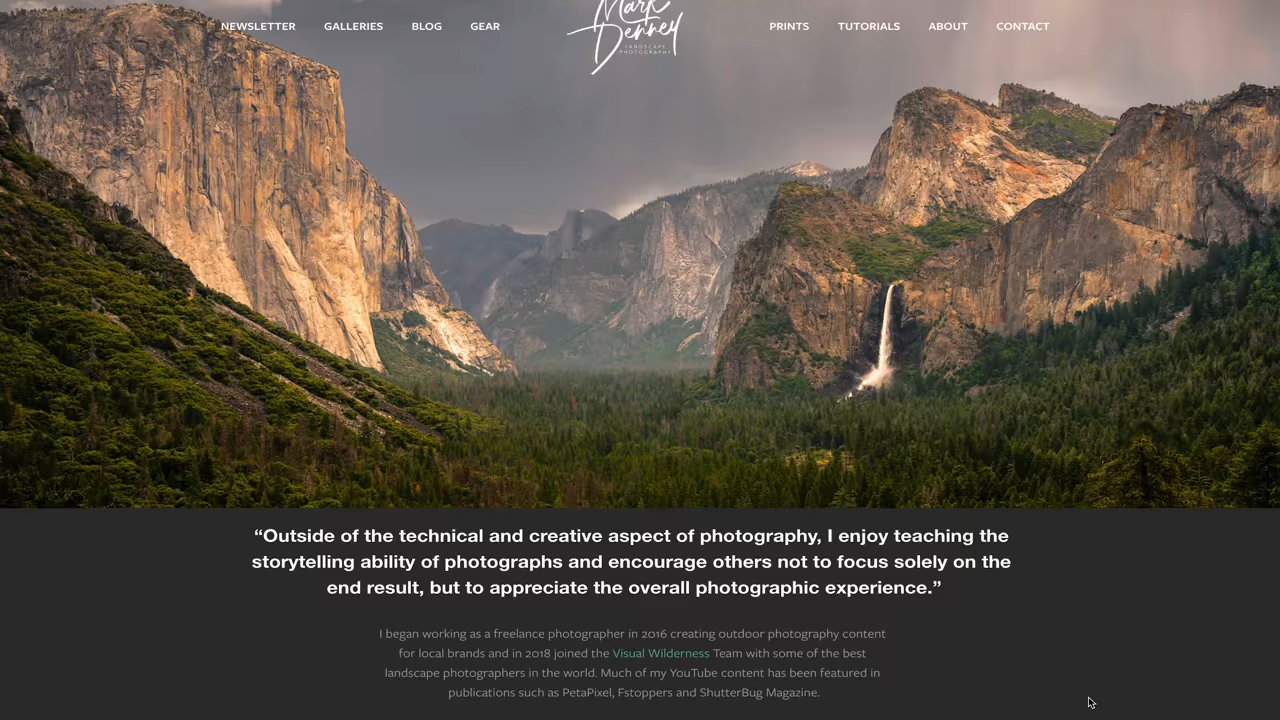 NEWSLETTER GALLERIES BLOG GEAR
Mark
Denney
LANDSCAPE
PHOTOGRAPHY
PRINTS TUTORIALS ABOUT CONTACT
“Outside of the technical and creative aspect of photography, I enjoy teaching the
storytelling ability of photographs and encourage others not to focus solely on the
end result, but to appreciate the overall photographic experience.”
I began working as a freelance photographer in 2016 creating outdoor photography content
for local brands and in 2018 joined the Visual Wilderness Team with some of the best
landscape photographers in the world. Much of my YouTube content has been featured in
publications such as PetaPixel, Fstoppers and ShutterBug Magazine.